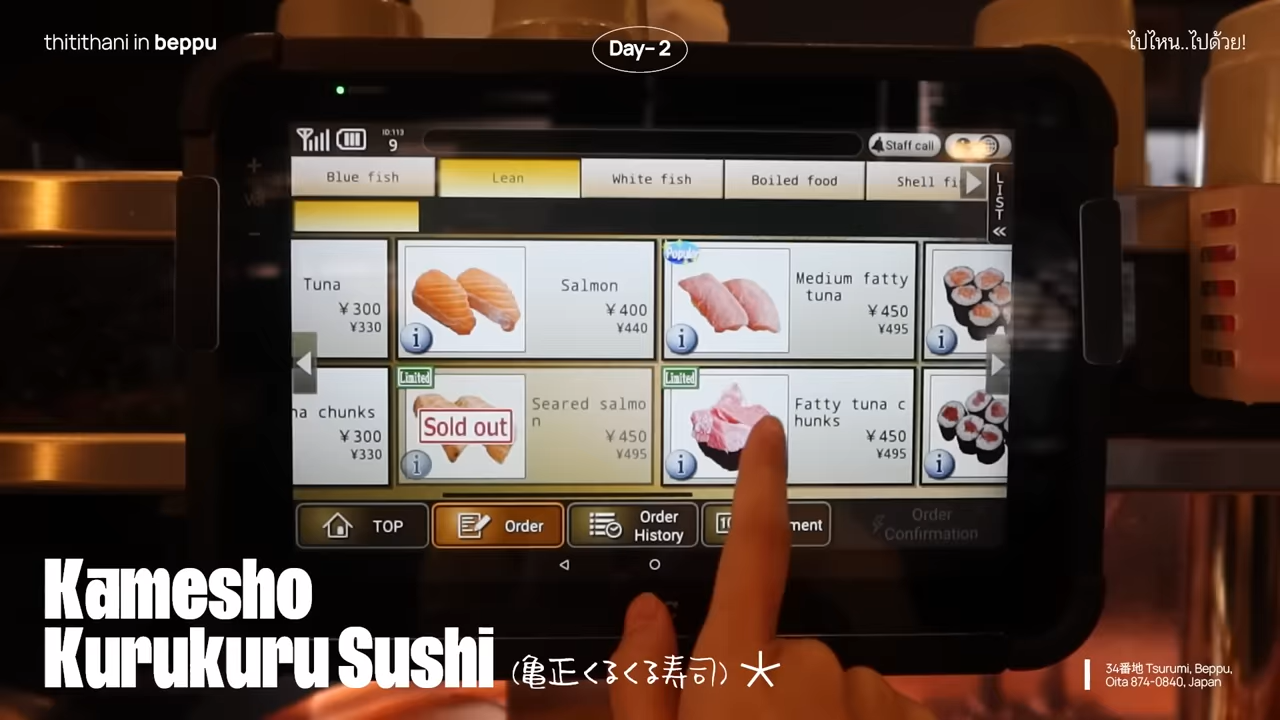 thitithani in beppu
Day- 2
ไปไหน..ไปด้วย!
ID:113
9
Staff call
Blue fish
Lean
White fish
Boiled food
Shell fi
LIST
Tuna
¥300
¥330
Salmon
¥400
¥440
Popular
Medium fatty
tuna
¥450
¥495
na chunks
¥300
¥330
Limited
Sold out
Seared salmo
n
¥450
¥495
Limited
Fatty tuna c
hunks
¥450
¥495
TOP
Order
Order
History
ment
Order
Confirmation
Kamesho
Kurukuru Sushi (亀正くるくる寿司)
34番地 Tsurumi, Beppu,
Oita 874-0840, Japan